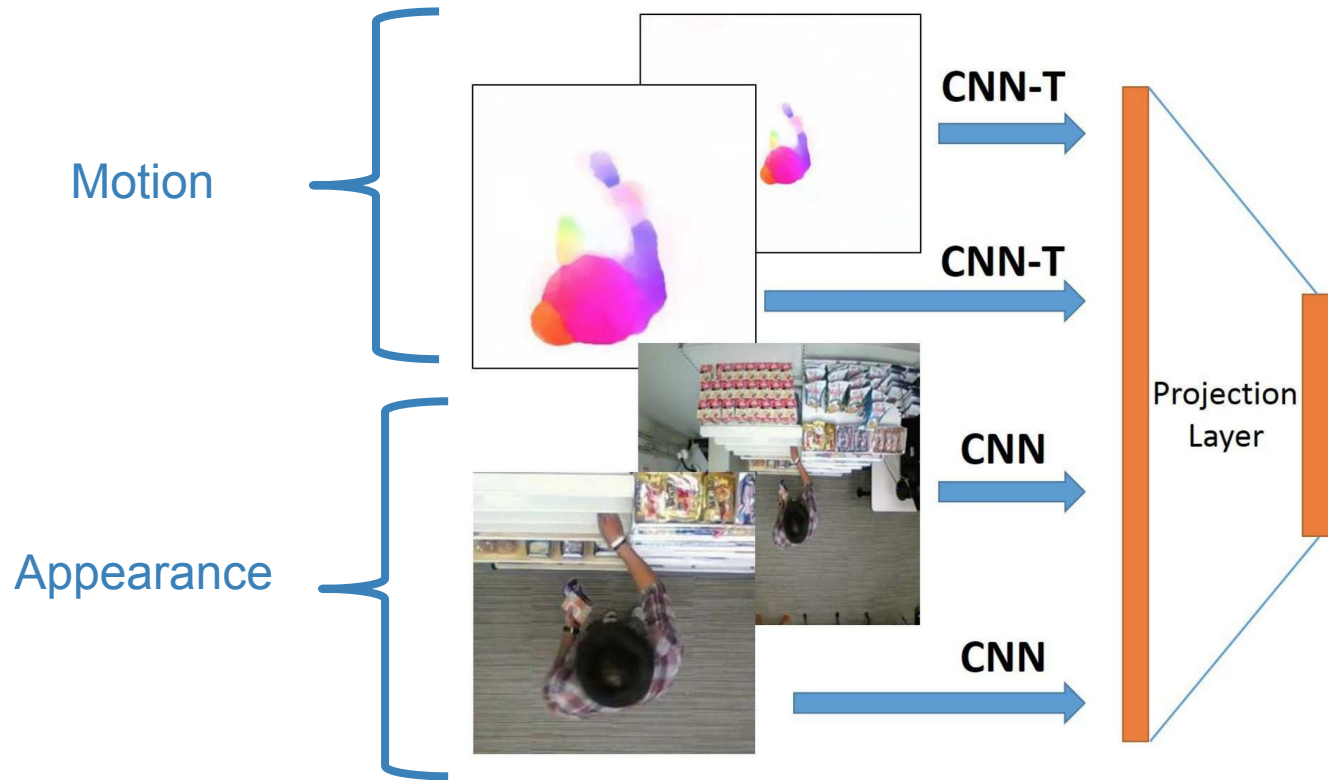 Motion
CNN-T
CNN-T
Projection
Layer
CNN
Appearance
CNN